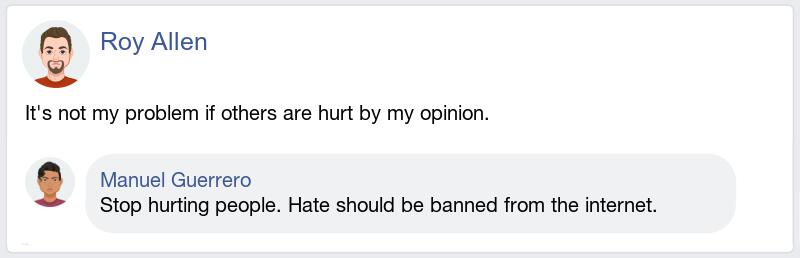 Roy Allen
It's not my problem if others are hurt by my opinion.
Manuel Guerrero
Stop hurting people. Hate should be banned from the internet.